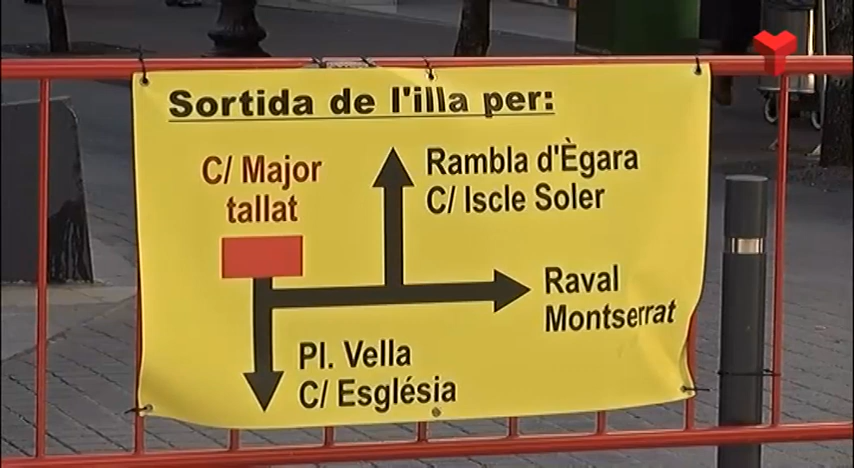 Sortida de l'illa per:
C/ Major
tallat
Rambla d'Ègara
C/ Iscle Soler
Raval
Montserrat
Pl. Vella
C/ Església